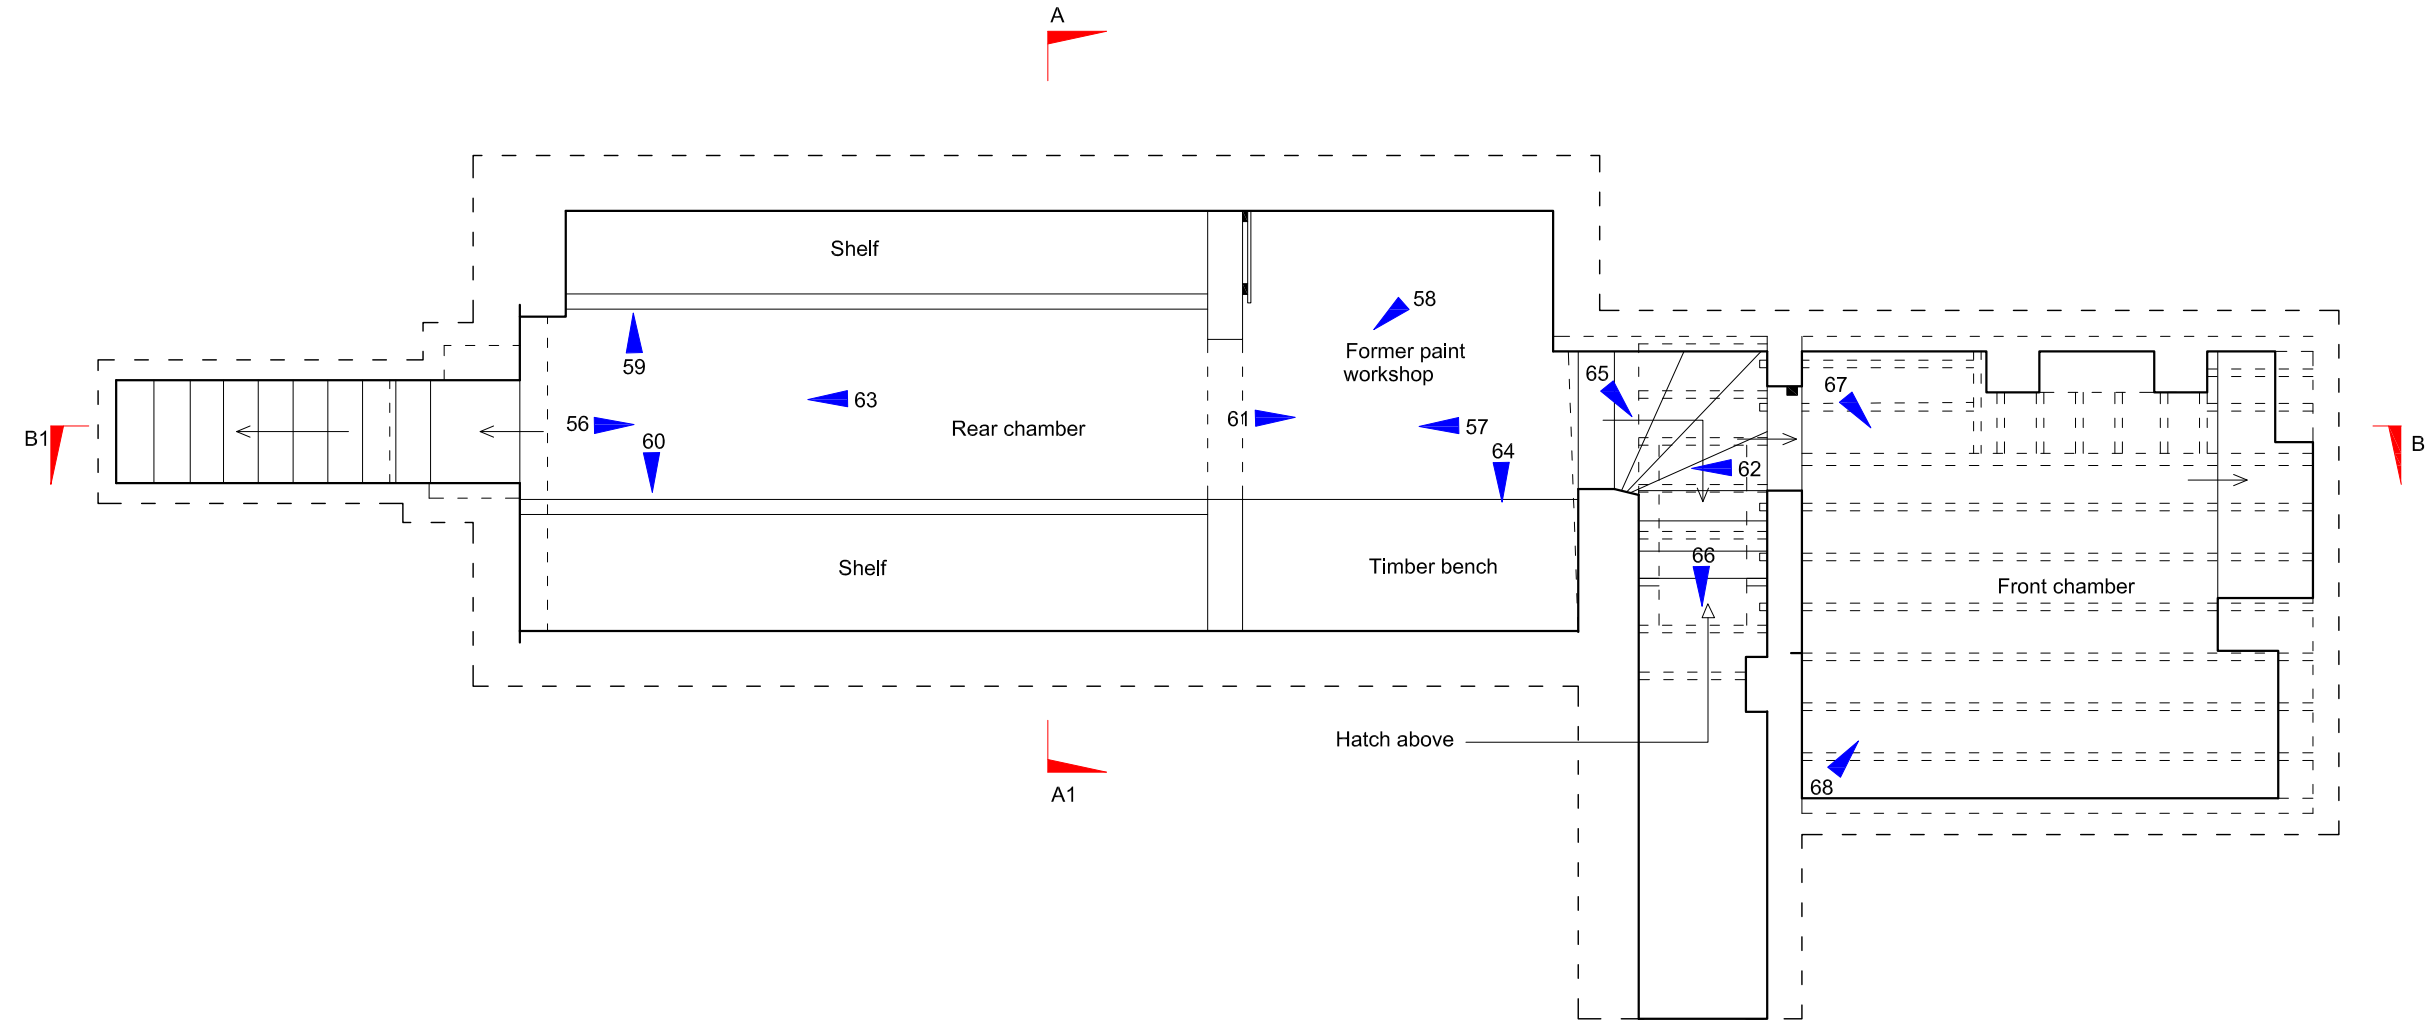 A
Shelf
58
Former paint
workshop
59
65
67
63
61
57
56
60
Rear chamber
B1
B
64
62
66
Shelf
Timber bench
Front chamber
Hatch above
68
A1